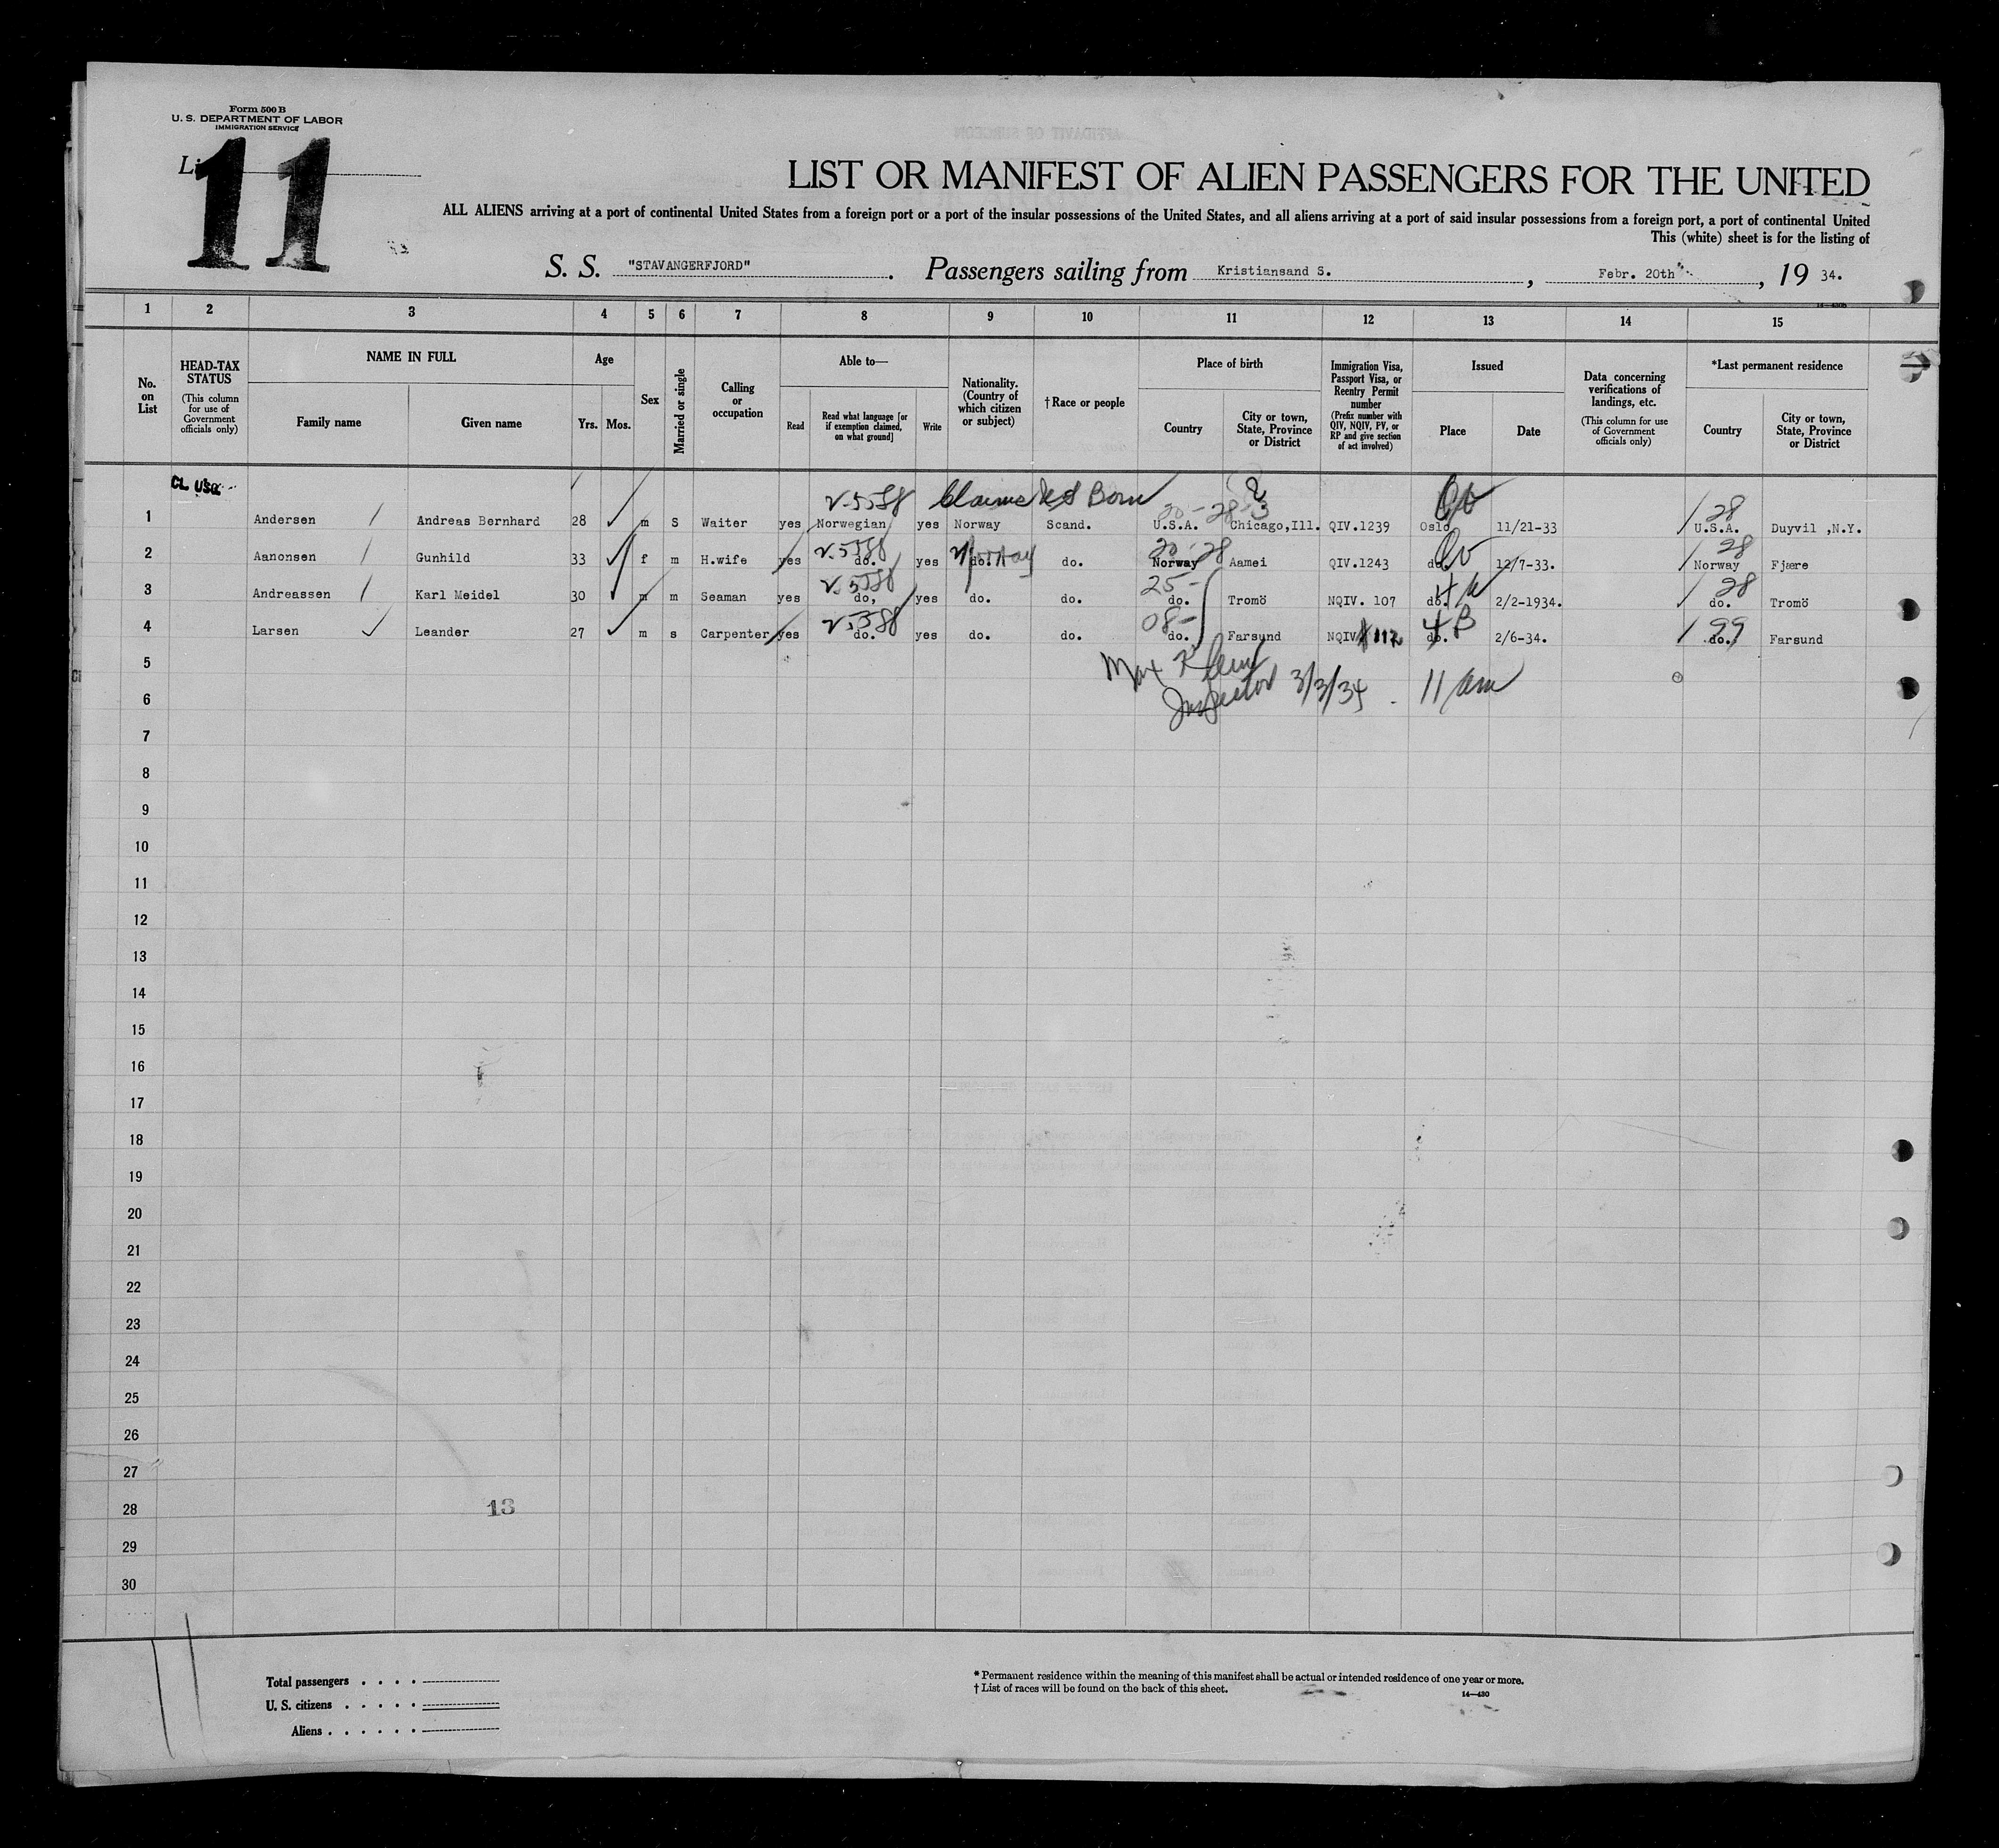 Form 500 B
U. S. DEPARTMENT OF LABOR
IMMIGRATION SERVICE
11
LIST OR MANIFEST OF ALIEN PASSENGERS FOR THE UNITED
ALL ALIENS arriving at a port of continental United States from a foreign port or a port of the insular possessions of the United States, and all aliens arriving at a port of said insular possessions from a foreign port, a port of continental United
This (white) sheet is for the listing of
S. S. "STAVANGERFJORD" . Passengers sailing from Kristiansand S. , Febr. 20th , 19 34.
1 2 3 4 5 6 7 8 9 10 11 12 13 14 15
No. on List
HEAD-TAX STATUS (This column for use of Government officials only)
NAME IN FULL
Family name
Given name
Age
Yrs. Mos.
Sex
Married or single
Calling or occupation
Able to—
Read
Read what language [or if exemption claimed, on what ground]
Write
Nationality. (Country of which citizen or subject)
†Race or people
Place of birth
Country
City or town, State, Province or District
Immigration Visa, Passport Visa, or Reentry Permit number (Prefix number with QIV, NQIV, PV, or RP and give section of act involved)
Issued
Place
Date
Data concerning verifications of landings, etc. (This column for use of Government officials only)
*Last permanent residence
Country
City or town, State, Province or District
CL USC Claims US Born
1 Andersen Andreas Bernhard 28 m S Waiter yes Norwegian yes Norway Scand. U.S.A. Chicago,Ill. QIV.1239 Oslo 11/21-33 U.S.A. Duyvil ,N.Y.
20-28 28
2 Aanonsen Gunhild 33 f m H.wife yes do. yes do. do. Norway Aamei QIV.1243 do. 12/7-33. Norway Fjære
25- 28
3 Andreassen Karl Meidel 30 m m Seaman yes do, yes do. do. do. Tromö NQIV. 107 do. 2/2-1934. do. Tromö
08- 4B 99
4 Larsen Leander 27 m s Carpenter yes do. yes do. do. do. Farsund NQIV 112 do. 2/6-34. do. Farsund
5
Max Klein
Inspector 3/3/34 . 11 am
6
7
8
9
10
11
12
13
14
15
16
17
18
19
20
21
22
23
24
25
26
27
28 13
29
30
Total passengers . . . .
U. S. citizens . . . . .
Aliens . . . . . .
* Permanent residence within the meaning of this manifest shall be actual or intended residence of one year or more.
† List of races will be found on the back of this sheet.
14—430